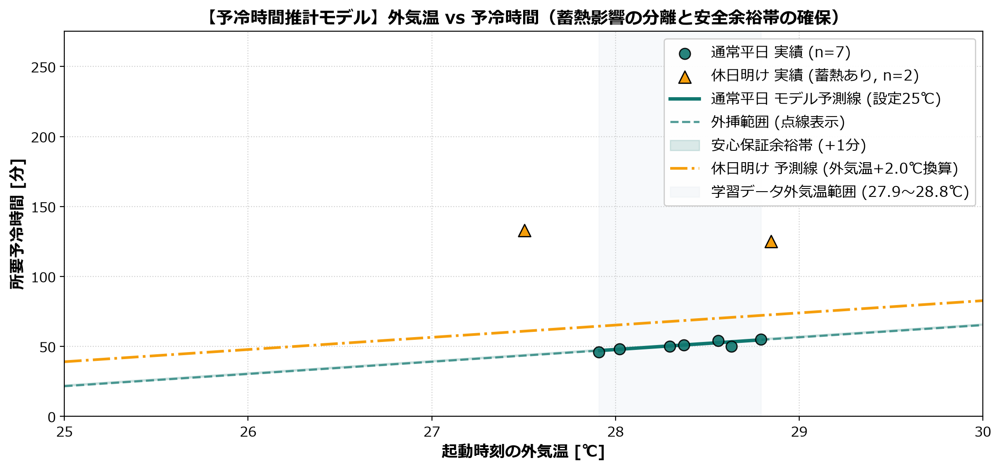 【予冷時間推計モデル】外気温 vs 予冷時間（蓄熱影響の分離と安全余裕帯の確保）
所要予冷時間 [分]
250
200
150
100
50
0
通常平日 実績 (n=7)
休日明け 実績 (蓄熱あり, n=2)
通常平日 モデル予測線 (設定25℃)
外挿範囲 (点線表示)
安心保証余裕帯 (+1分)
休日明け 予測線 (外気温+2.0℃換算)
学習データ外気温範囲 (27.9～28.8℃)
25 26 27 28 29 30
起動時刻の外気温 [℃]